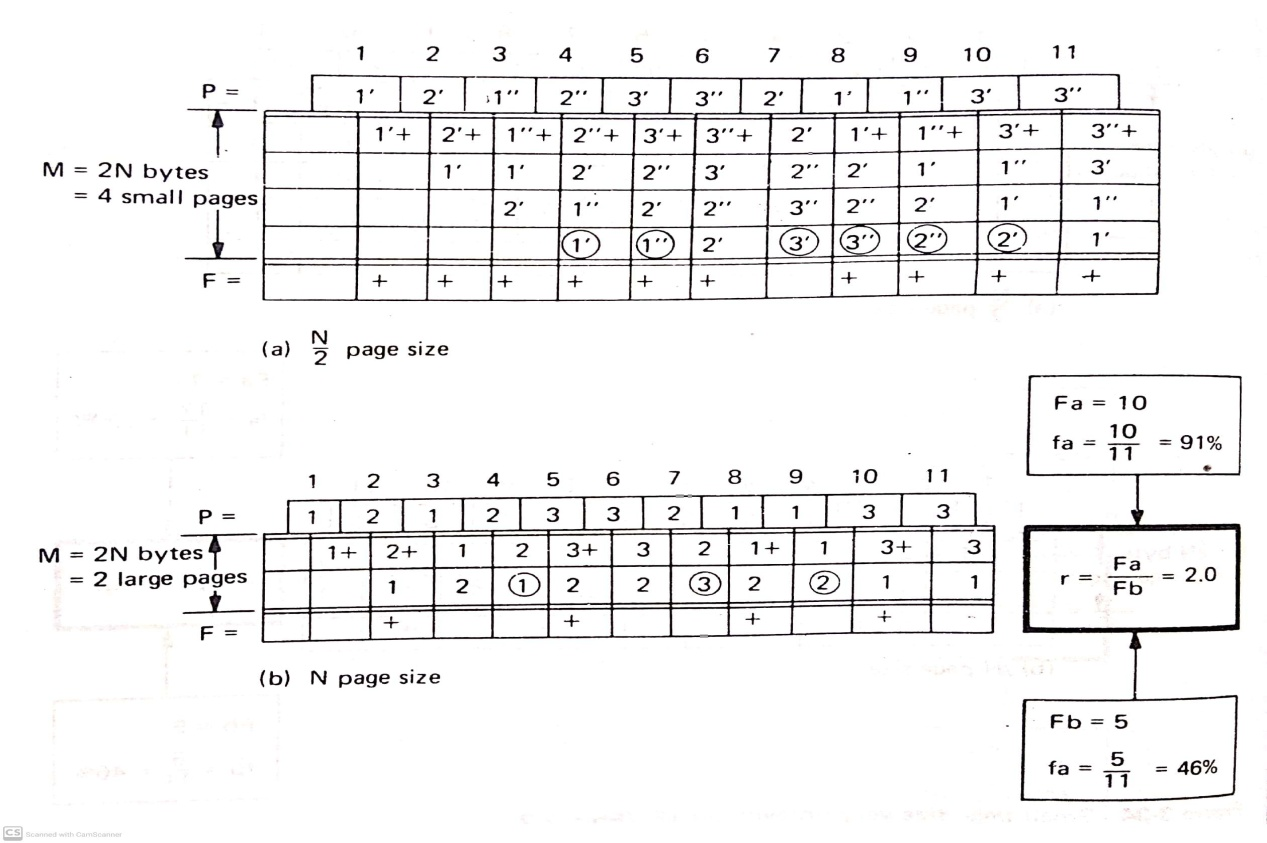 1 2 3 4 5 6 7 8 9 10 11
P = 1′ 2′ 1′′ 2′′ 3′ 3′′ 2′ 1′ 1′′ 3′ 3′′
1′+ 2′+ 1′′+ 2′′+ 3′+ 3′′+ 2′ 1′+ 1′′+ 3′+ 3′′+
M = 2N bytes 1′ 1′ 2′ 2′′ 3′ 2′′ 2′ 1′ 1′′ 3′
= 4 small pages 2′ 1′′ 2′ 2′′ 3′′ 2′′ 2′ 1′ 1′′
1′ 1′′ 2′ 3′ 3′′ 2′′ 2′ 1′
F = + + + + + + + + + +
(a) N/2 page size
Fa = 10
fa = 10/11 = 91%
1 2 3 4 5 6 7 8 9 10 11
P = 1 2 1 2 3 3 2 1 1 3 3
M = 2N bytes 1+ 2+ 1 2 3+ 3 2 1+ 1 3+ 3
= 2 large pages 1 2 1 2 2 3 2 2 1 1
F = + + + +
r = Fa/Fb = 2.0
(b) N page size
Fb = 5
fa = 5/11 = 46%
CS Scanned with CamScanner